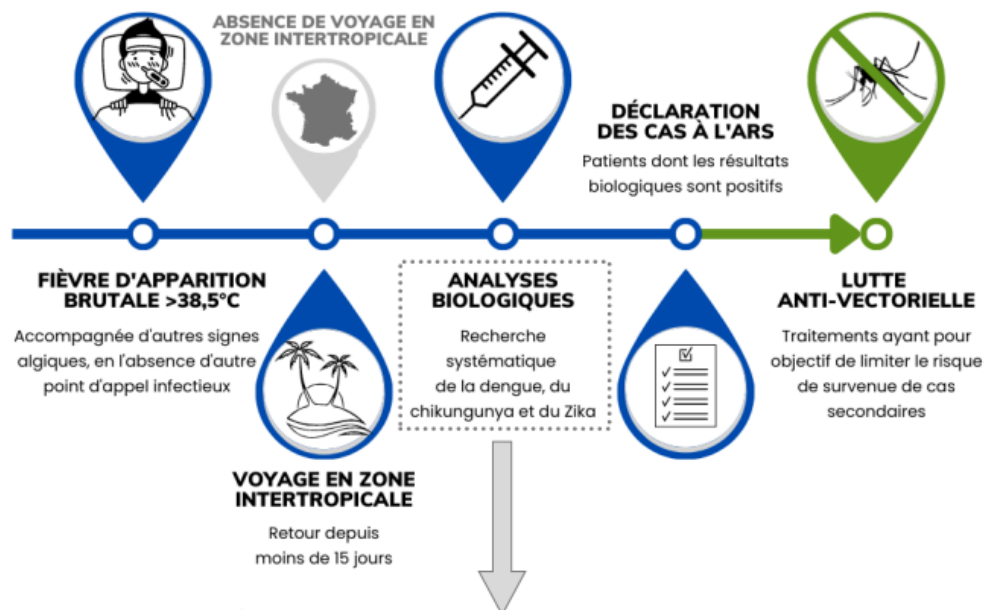 ABSENCE DE VOYAGE EN
ZONE INTERTROPICALE
DÉCLARATION
DES CAS À L'ARS
Patients dont les résultats
biologiques sont positifs
FIÈVRE D'APPARITION
BRUTALE >38,5°C
Accompagnée d'autres signes
algiques, en l'absence d'autre
point d'appel infectieux
VOYAGE EN ZONE
INTERTROPICALE
Retour depuis
moins de 15 jours
ANALYSES
BIOLOGIQUES
Recherche
systématique
de la dengue, du
chikungunya et du Zika
LUTTE
ANTI-VECTORIELLE
Traitements ayant pour
objectif de limiter le risque
de survenue de cas
secondaires